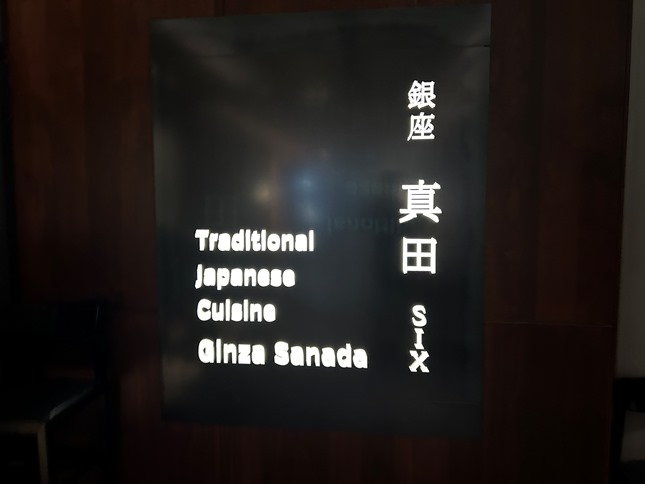 銀座 真田 SIX
Traditional
Japanese
Cuisine
Ginza Sanada